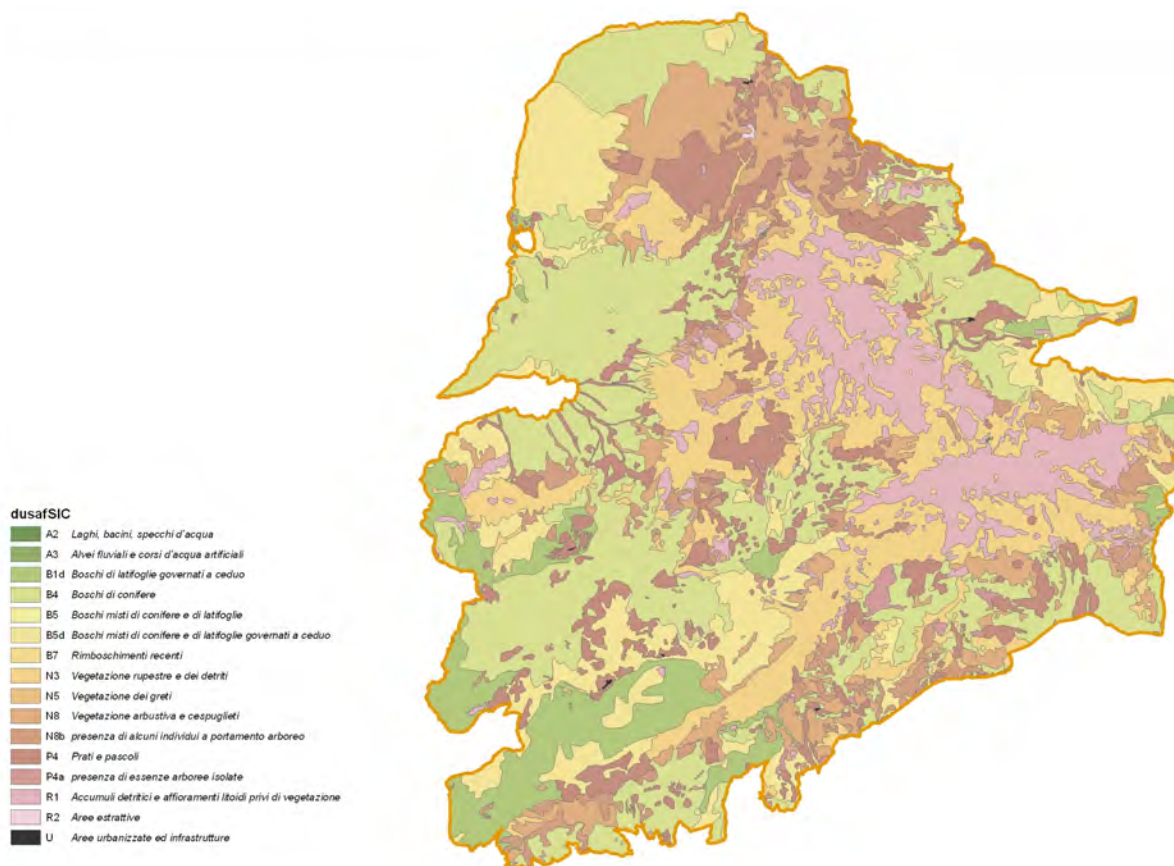 dusafSIC
A2 Laghi, bacini, specchi d'acqua
A3 Alvei fluviali e corsi d'acqua artificiali
B1d Boschi di latifoglie governati a ceduo
B4 Boschi di conifere
B5 Boschi misti di conifere e di latifoglie
B5d Boschi misti di conifere e di latifoglie governati a ceduo
B7 Rimboschimenti recenti
N3 Vegetazione rupestre e dei detriti
N5 Vegetazione dei greti
N8 Vegetazione arbustiva e cespuglieti
N8b presenza di alcuni individui a portamento arboreo
P4 Prati e pascoli
P4a presenza di essenze arboree isolate
R1 Accumuli detritici e affioramenti litoidi privi di vegetazione
R2 Aree estrattive
U Aree urbanizzate ed infrastrutture